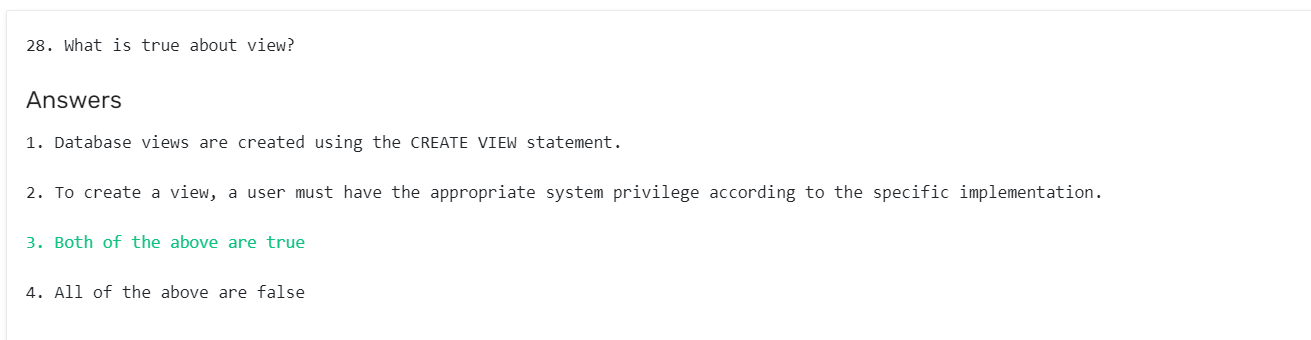 28. What is true about view?
Answers
1. Database views are created using the CREATE VIEW statement.
2. To create a view, a user must have the appropriate system privilege according to the specific implementation.
3. Both of the above are true
4. All of the above are false